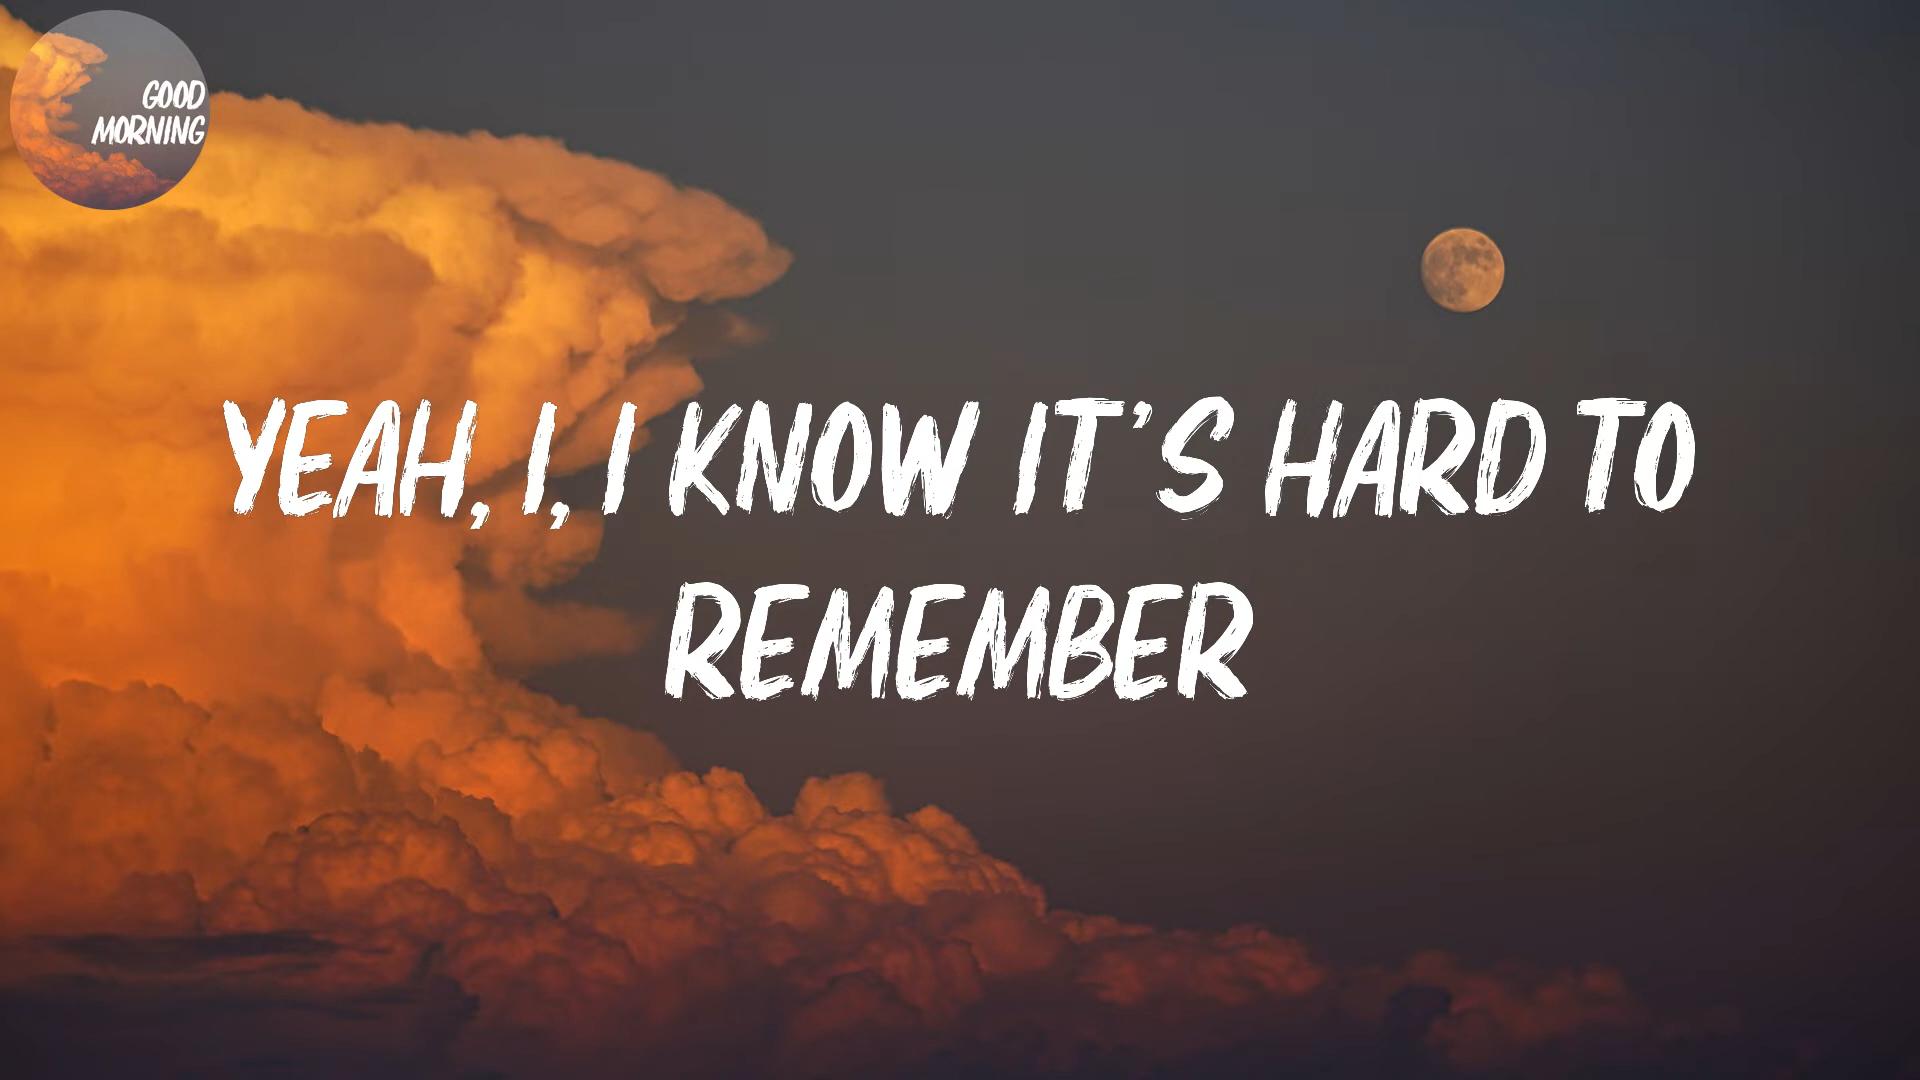 GOOD
MORNING
YEAH, I, I KNOW IT'S HARD TO
REMEMBER